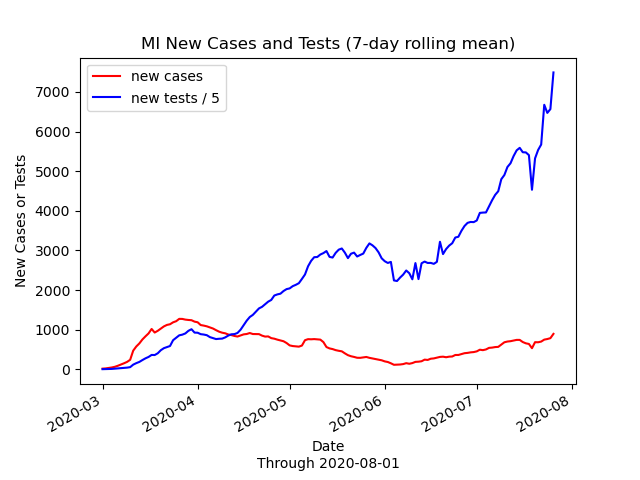 MI New Cases and Tests (7-day rolling mean)
new cases
new tests / 5
7000
6000
5000
4000
3000
2000
1000
0
New Cases or Tests
2020-03
2020-04
2020-05
2020-06
2020-07
2020-08
Date
Through 2020-08-01